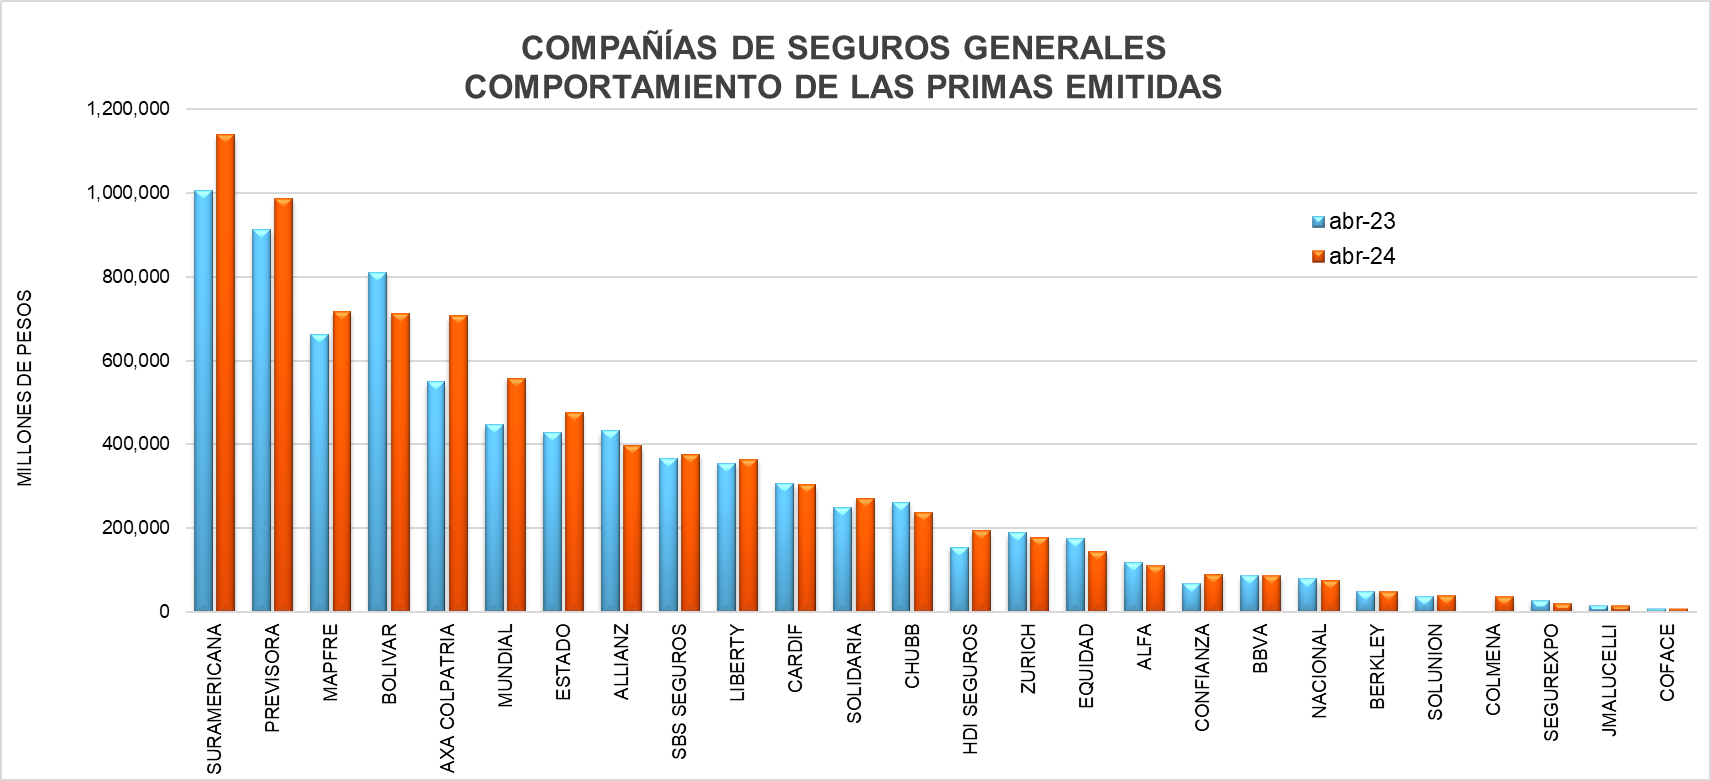 COMPAÑÍAS DE SEGUROS GENERALES
COMPORTAMIENTO DE LAS PRIMAS EMITIDAS
MILLONES DE PESOS
1,200,000
1,000,000
800,000
600,000
400,000
200,000
0
abr-23
abr-24
SURAMERICANA
PREVISORA
MAPFRE
BOLIVAR
AXA COLPATRIA
MUNDIAL
ESTADO
ALLIANZ
SBS SEGUROS
LIBERTY
CARDIF
SOLIDARIA
CHUBB
HDI SEGUROS
ZURICH
EQUIDAD
ALFA
CONFIANZA
BBVA
NACIONAL
BERKLEY
SOLUNION
COLMENA
SEGUREXPO
JMALUCELLI
COFACE